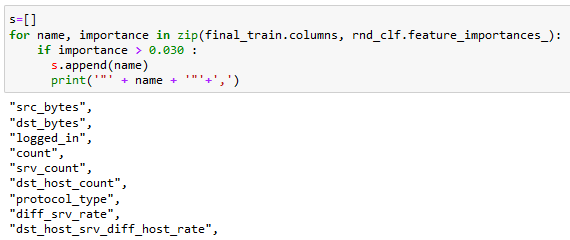 s=[]
for name, importance in zip(final_train.columns, rnd_clf.feature_importances_):
    if importance > 0.030 :
      s.append(name)
      print('"' + name + '"'+',')
"src_bytes",
"dst_bytes",
"logged_in",
"count",
"srv_count",
"dst_host_count",
"protocol_type",
"diff_srv_rate",
"dst_host_srv_diff_host_rate",